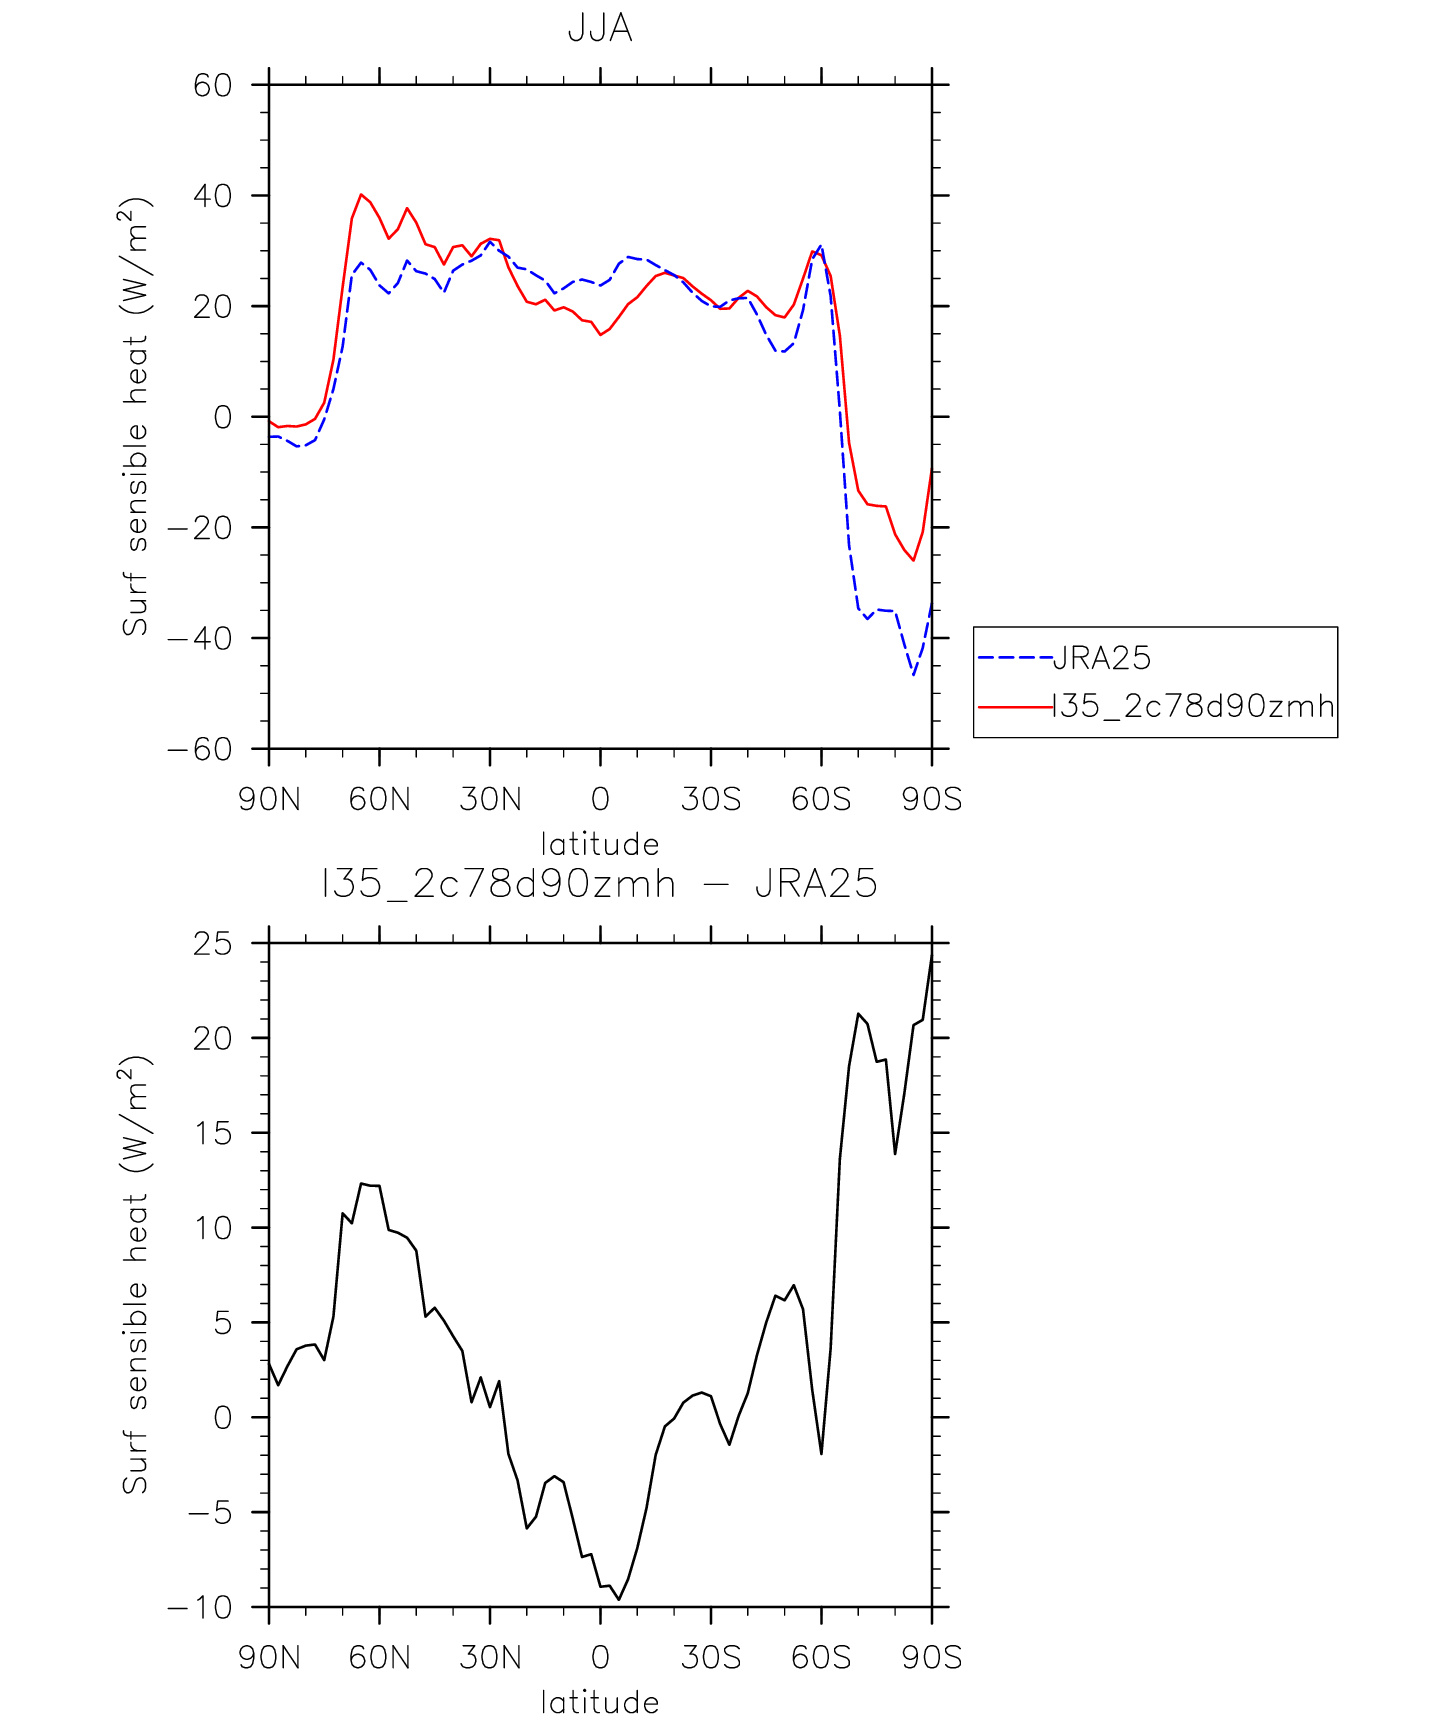 JJA
Surf sensible heat (W/m²)
60
40
20
0
−20
−40
−60
90N 60N 30N 0 30S 60S 90S
latitude
JRA25
I35_2c78d90zmh
I35_2c78d90zmh − JRA25
Surf sensible heat (W/m²)
25
20
15
10
5
0
−5
−10
90N 60N 30N 0 30S 60S 90S
latitude